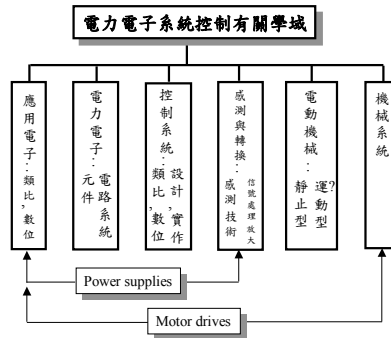 電力電子系統控制有關學域
應用電子：類比,數位
電力電子：元件
電路系統
控制系統：類比,數位
設計,實作
感測與轉換：感測技術
信號處理放大
電動機械：靜止型
運動型?
機械系統
Power supplies
Motor drives